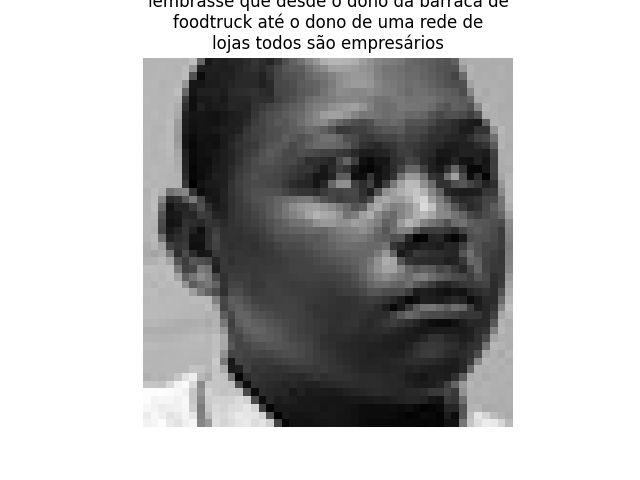 lembrasse que desde o dono da barraca de
foodtruck até o dono de uma rede de
lojas todos são empresários